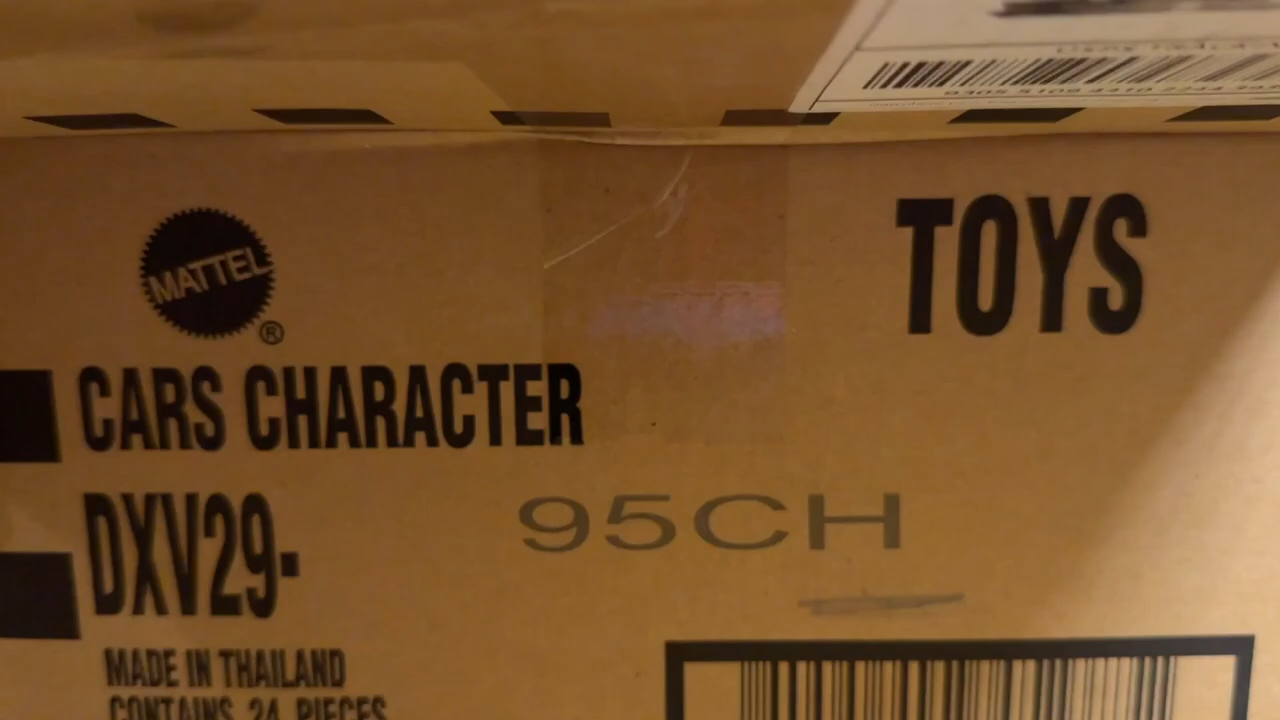 MATTEL
®
TOYS
CARS CHARACTER
DXV29-
95CH
MADE IN THAILAND
CONTAINS 24 PIECES